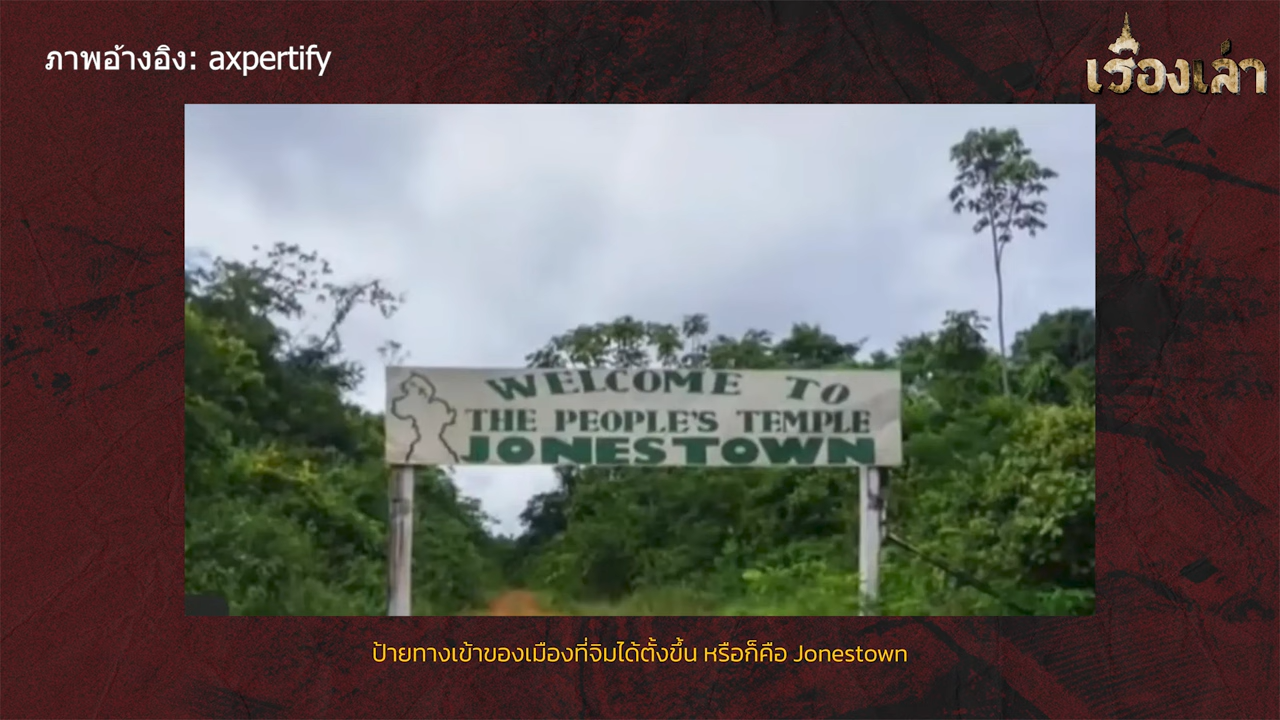 ภาพอ้างอิง: axpertify
เรื่องเล่า
WELCOME TO
THE PEOPLE'S TEMPLE
JONESTOWN
ป้ายทางเข้าของเมืองที่จิมได้ตั้งขึ้น หรือก็คือ Jonestown